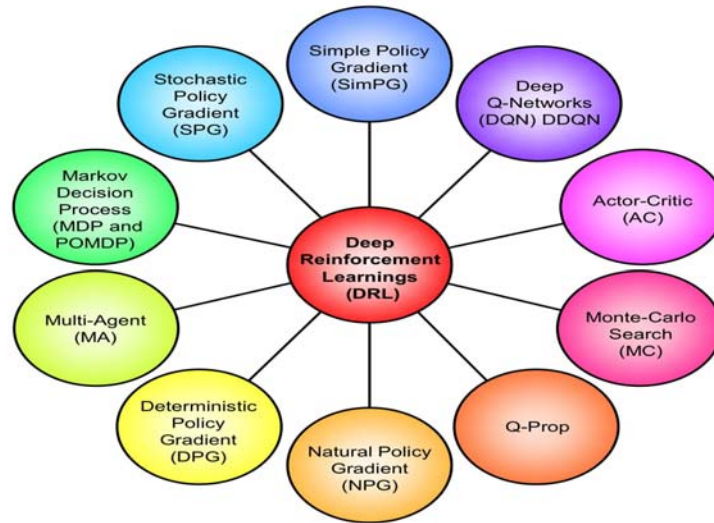 Simple Policy
Gradient
(SimPG)
Deep
Q-Networks
(DQN) DDQN
Actor-Critic
(AC)
Monte-Carlo
Search
(MC)
Q-Prop
Natural Policy
Gradient
(NPG)
Deterministic
Policy
Gradient
(DPG)
Multi-Agent
(MA)
Markov
Decision
Process
(MDP and
POMDP)
Stochastic
Policy
Gradient
(SPG)
Deep
Reinforcement
Learnings
(DRL)